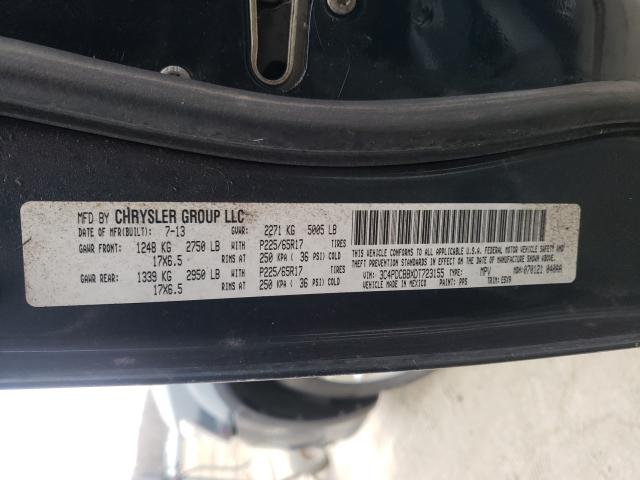 MFD BY CHRYSLER GROUP LLC
DATE OF MFR(BUILT): 7-13 GVWR: 2271 KG 5005 LB
GAWR FRONT: 1248 KG 2750 LB WITH P225/65R17 TIRES
17X6.5 RIMS AT 250 KPA ( 36 PSI) COLD
GAWR REAR: 1339 KG 2950 LB WITH P225/65R17 TIRES
17X6.5 RIMS AT 250 KPA ( 36 PSI) COLD
THIS VEHICLE CONFORMS TO ALL APPLICABLE U.S.A. FEDERAL MOTOR VEHICLE SAFETY AND
THEFT PREVENTION STANDARDS IN EFFECT ON THE DATE OF MANUFACTURE SHOWN ABOVE.
VIN: 3C4PDCBBXDT723155 TYPE: MPV MDH: 070121 048AA
VEHICLE MADE IN MEXICO PAINT: PPS TRIM: E5X9